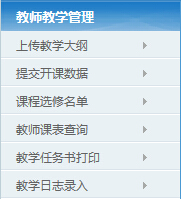 教师教学管理
上传教学大纲
提交开课数据
课程选修名单
教师课表查询
教学任务书打印
教学日志录入